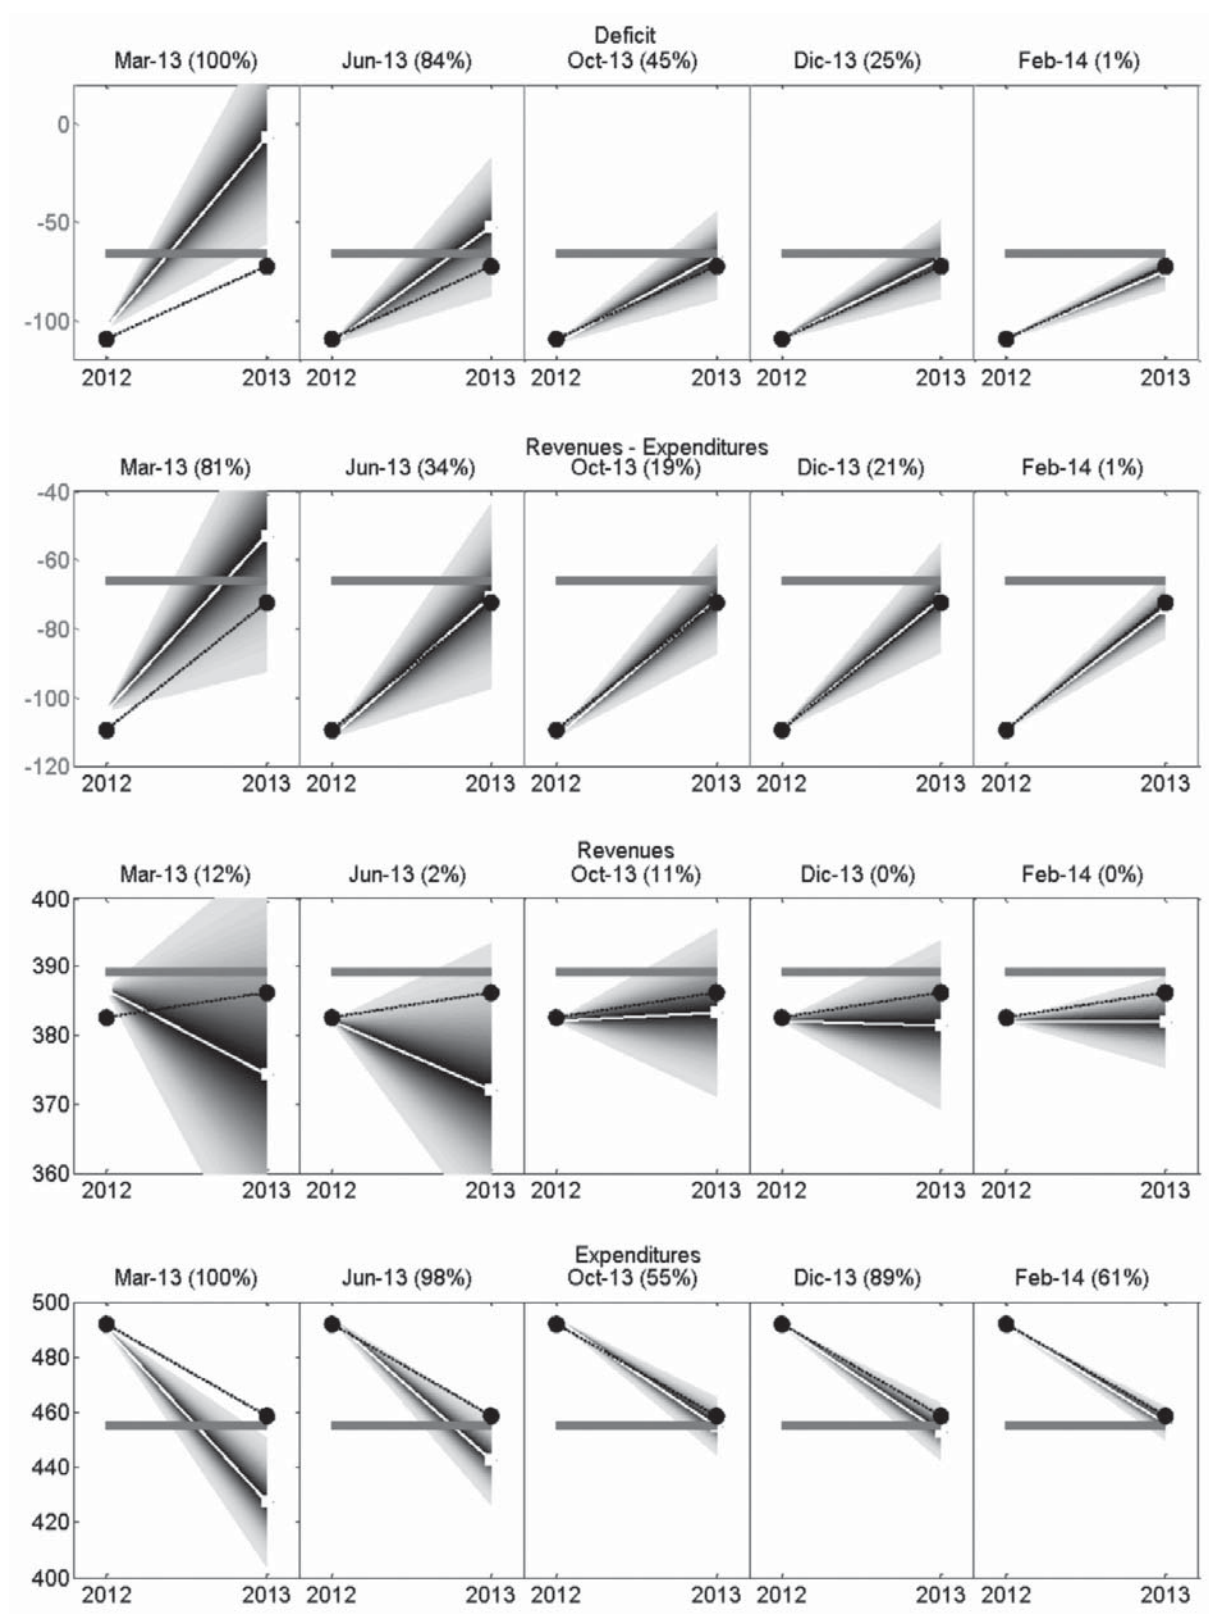 Deficit
Mar-13 (100%) Jun-13 (84%) Oct-13 (45%) Dic-13 (25%) Feb-14 (1%)
0
-50
-100
2012 2013 2012 2013 2012 2013 2012 2013 2012 2013
Revenues - Expenditures
Mar-13 (81%) Jun-13 (34%) Oct-13 (19%) Dic-13 (21%) Feb-14 (1%)
-40
-60
-80
-100
-120
2012 2013 2012 2013 2012 2013 2012 2013 2012 2013
Revenues
Mar-13 (12%) Jun-13 (2%) Oct-13 (11%) Dic-13 (0%) Feb-14 (0%)
400
390
380
370
360
2012 2013 2012 2013 2012 2013 2012 2013 2012 2013
Expenditures
Mar-13 (100%) Jun-13 (98%) Oct-13 (55%) Dic-13 (89%) Feb-14 (61%)
500
480
460
440
420
400
2012 2013 2012 2013 2012 2013 2012 2013 2012 2013